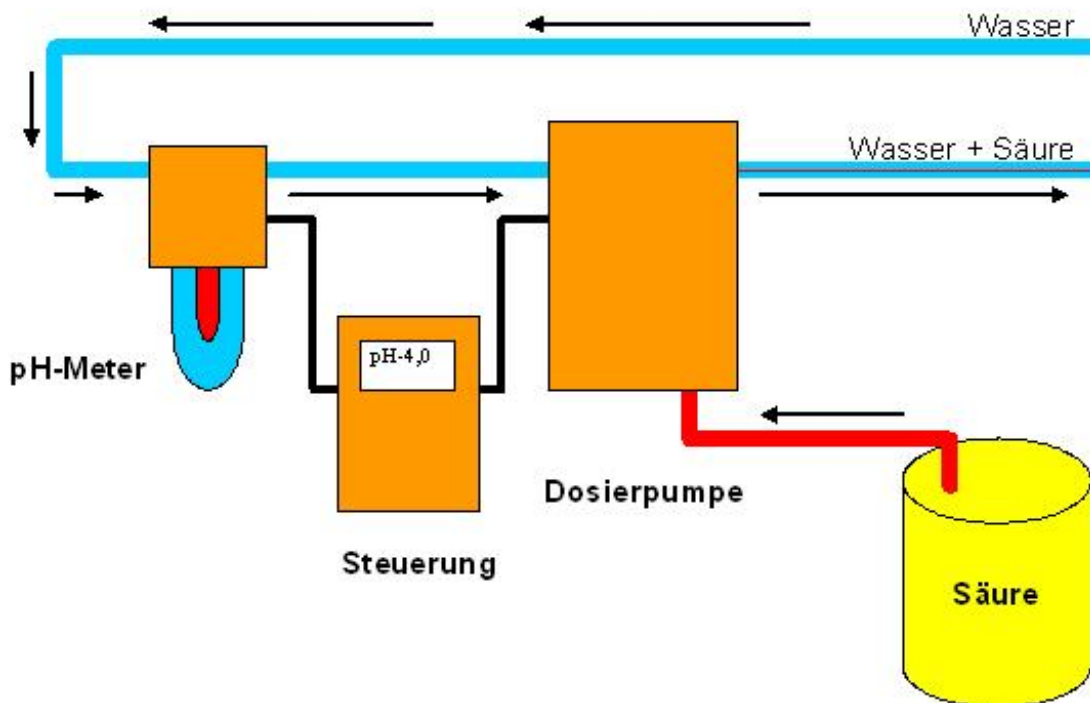 Wasser
Wasser + Säure
pH-Meter
pH-4,0
Dosierpumpe
Steuerung
Säure